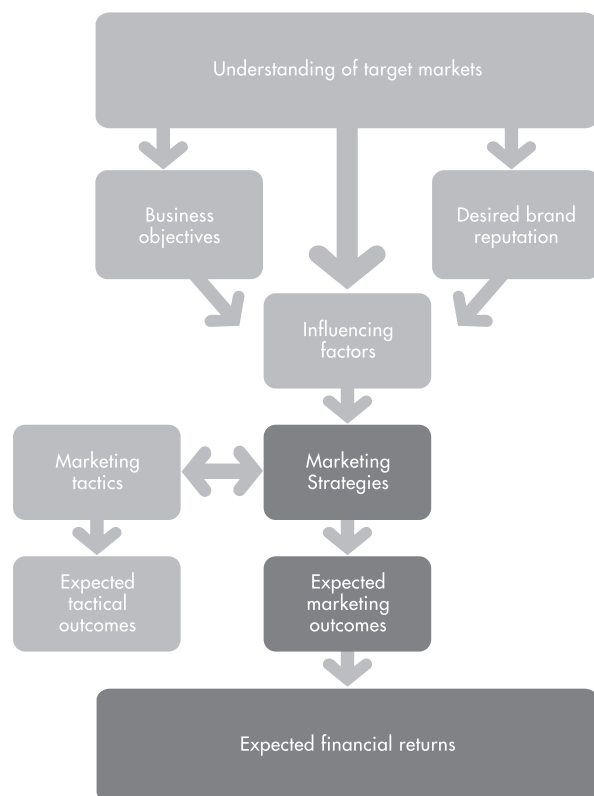 Understanding of target markets
Business
objectives
Desired brand
reputation
Influencing
factors
Marketing
tactics
Marketing
Strategies
Expected
tactical
outcomes
Expected
marketing
outcomes
Expected financial returns